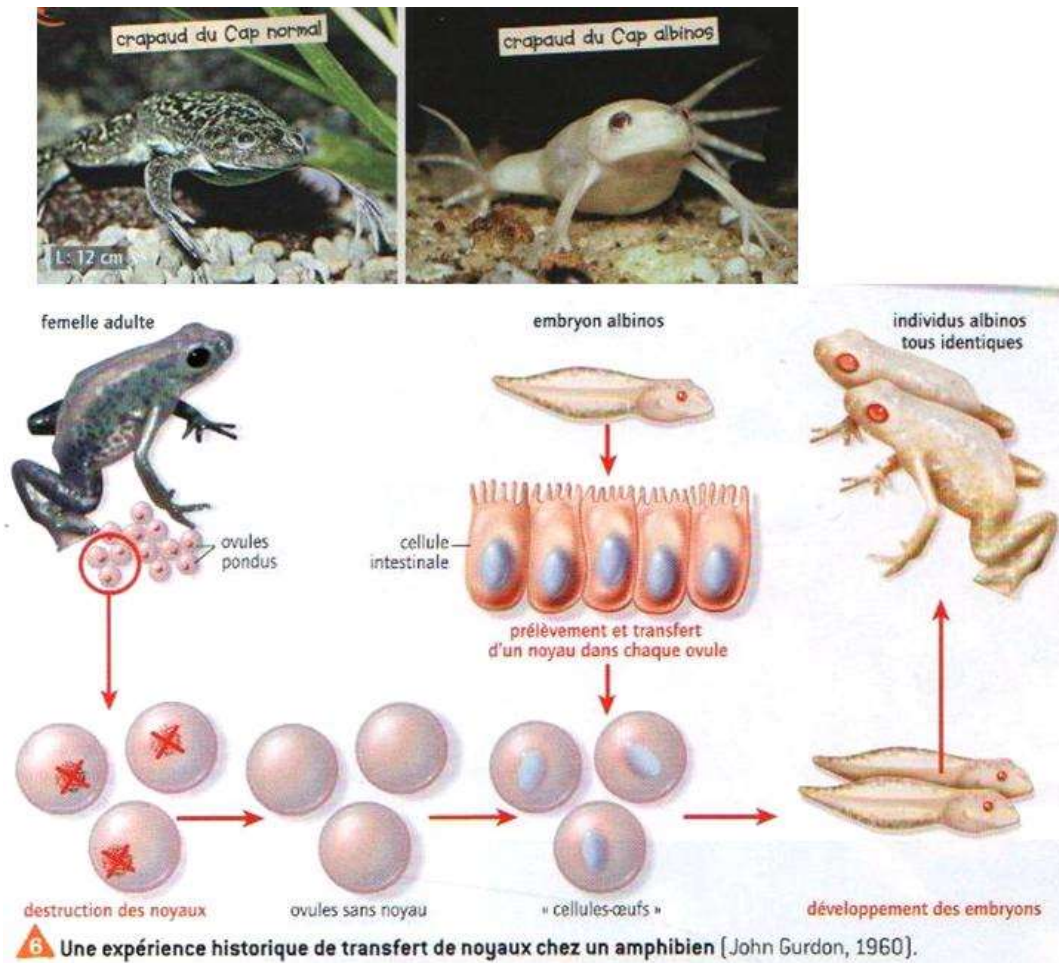 crapaud du Cap normal
crapaud du Cap albinos
L: 12 cm
femelle adulte
embryon albinos
individus albinos
tous identiques
ovules
pondus
cellule
intestinale
prélèvement et transfert
d'un noyau dans chaque ovule
destruction des noyaux
ovules sans noyau
« cellules-œufs »
développement des embryons
6 Une expérience historique de transfert de noyaux chez un amphibien (John Gurdon, 1960).